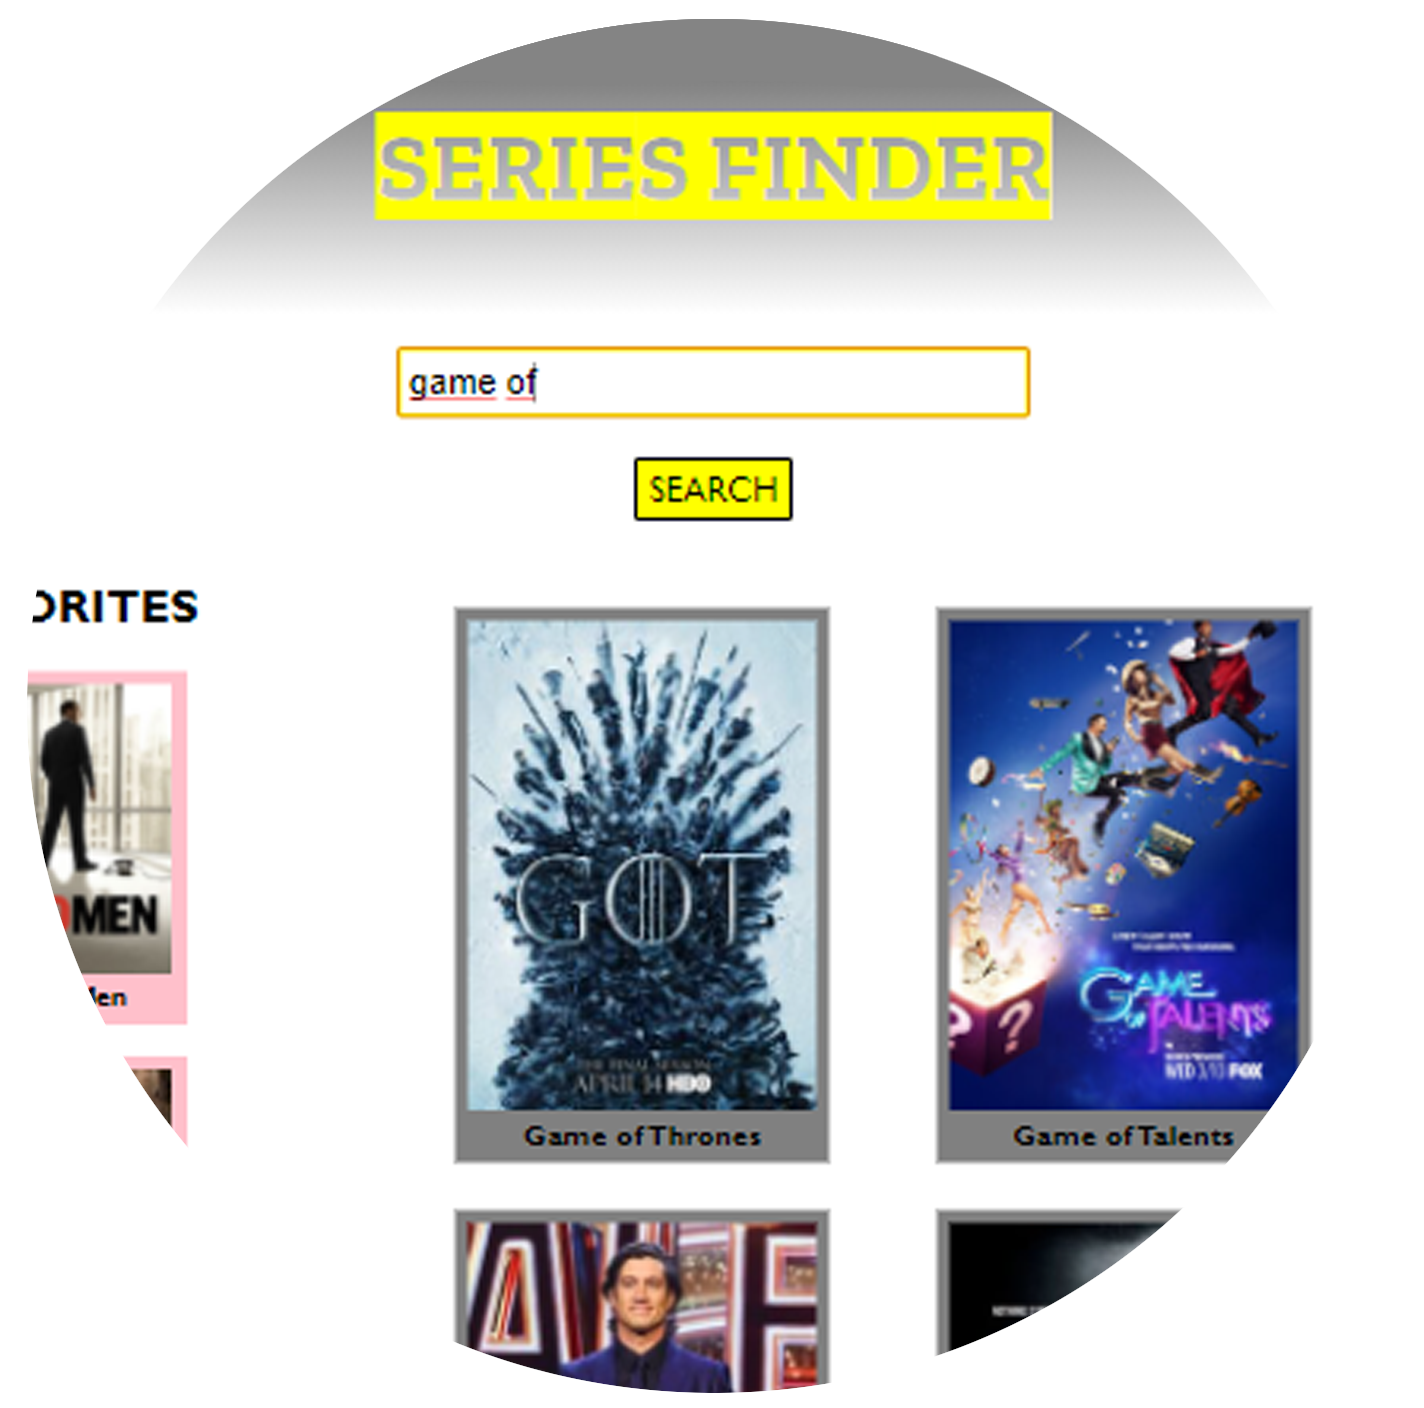 SERIES FINDER
game of
SEARCH
ORITES
MEN
GOT
THE FINAL SEASON
APRIL 14 HBO
Game of Thrones
GAME
OF TALENTS
WED 3/10 FOX
Game of Talents